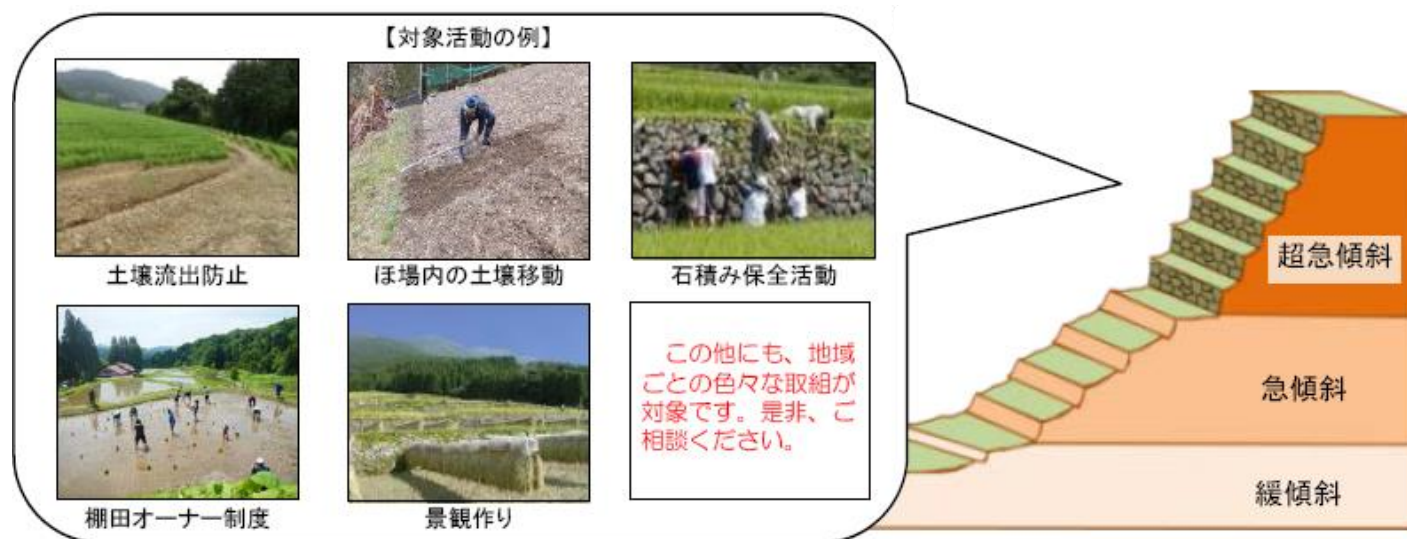 【対象活動の例】
土壌流出防止
ほ場内の土壌移動
石積み保全活動
棚田オーナー制度
景観作り
この他にも、地域
ごとの色々な取組が
対象です。是非、ご
相談ください。
超急傾斜
急傾斜
緩傾斜